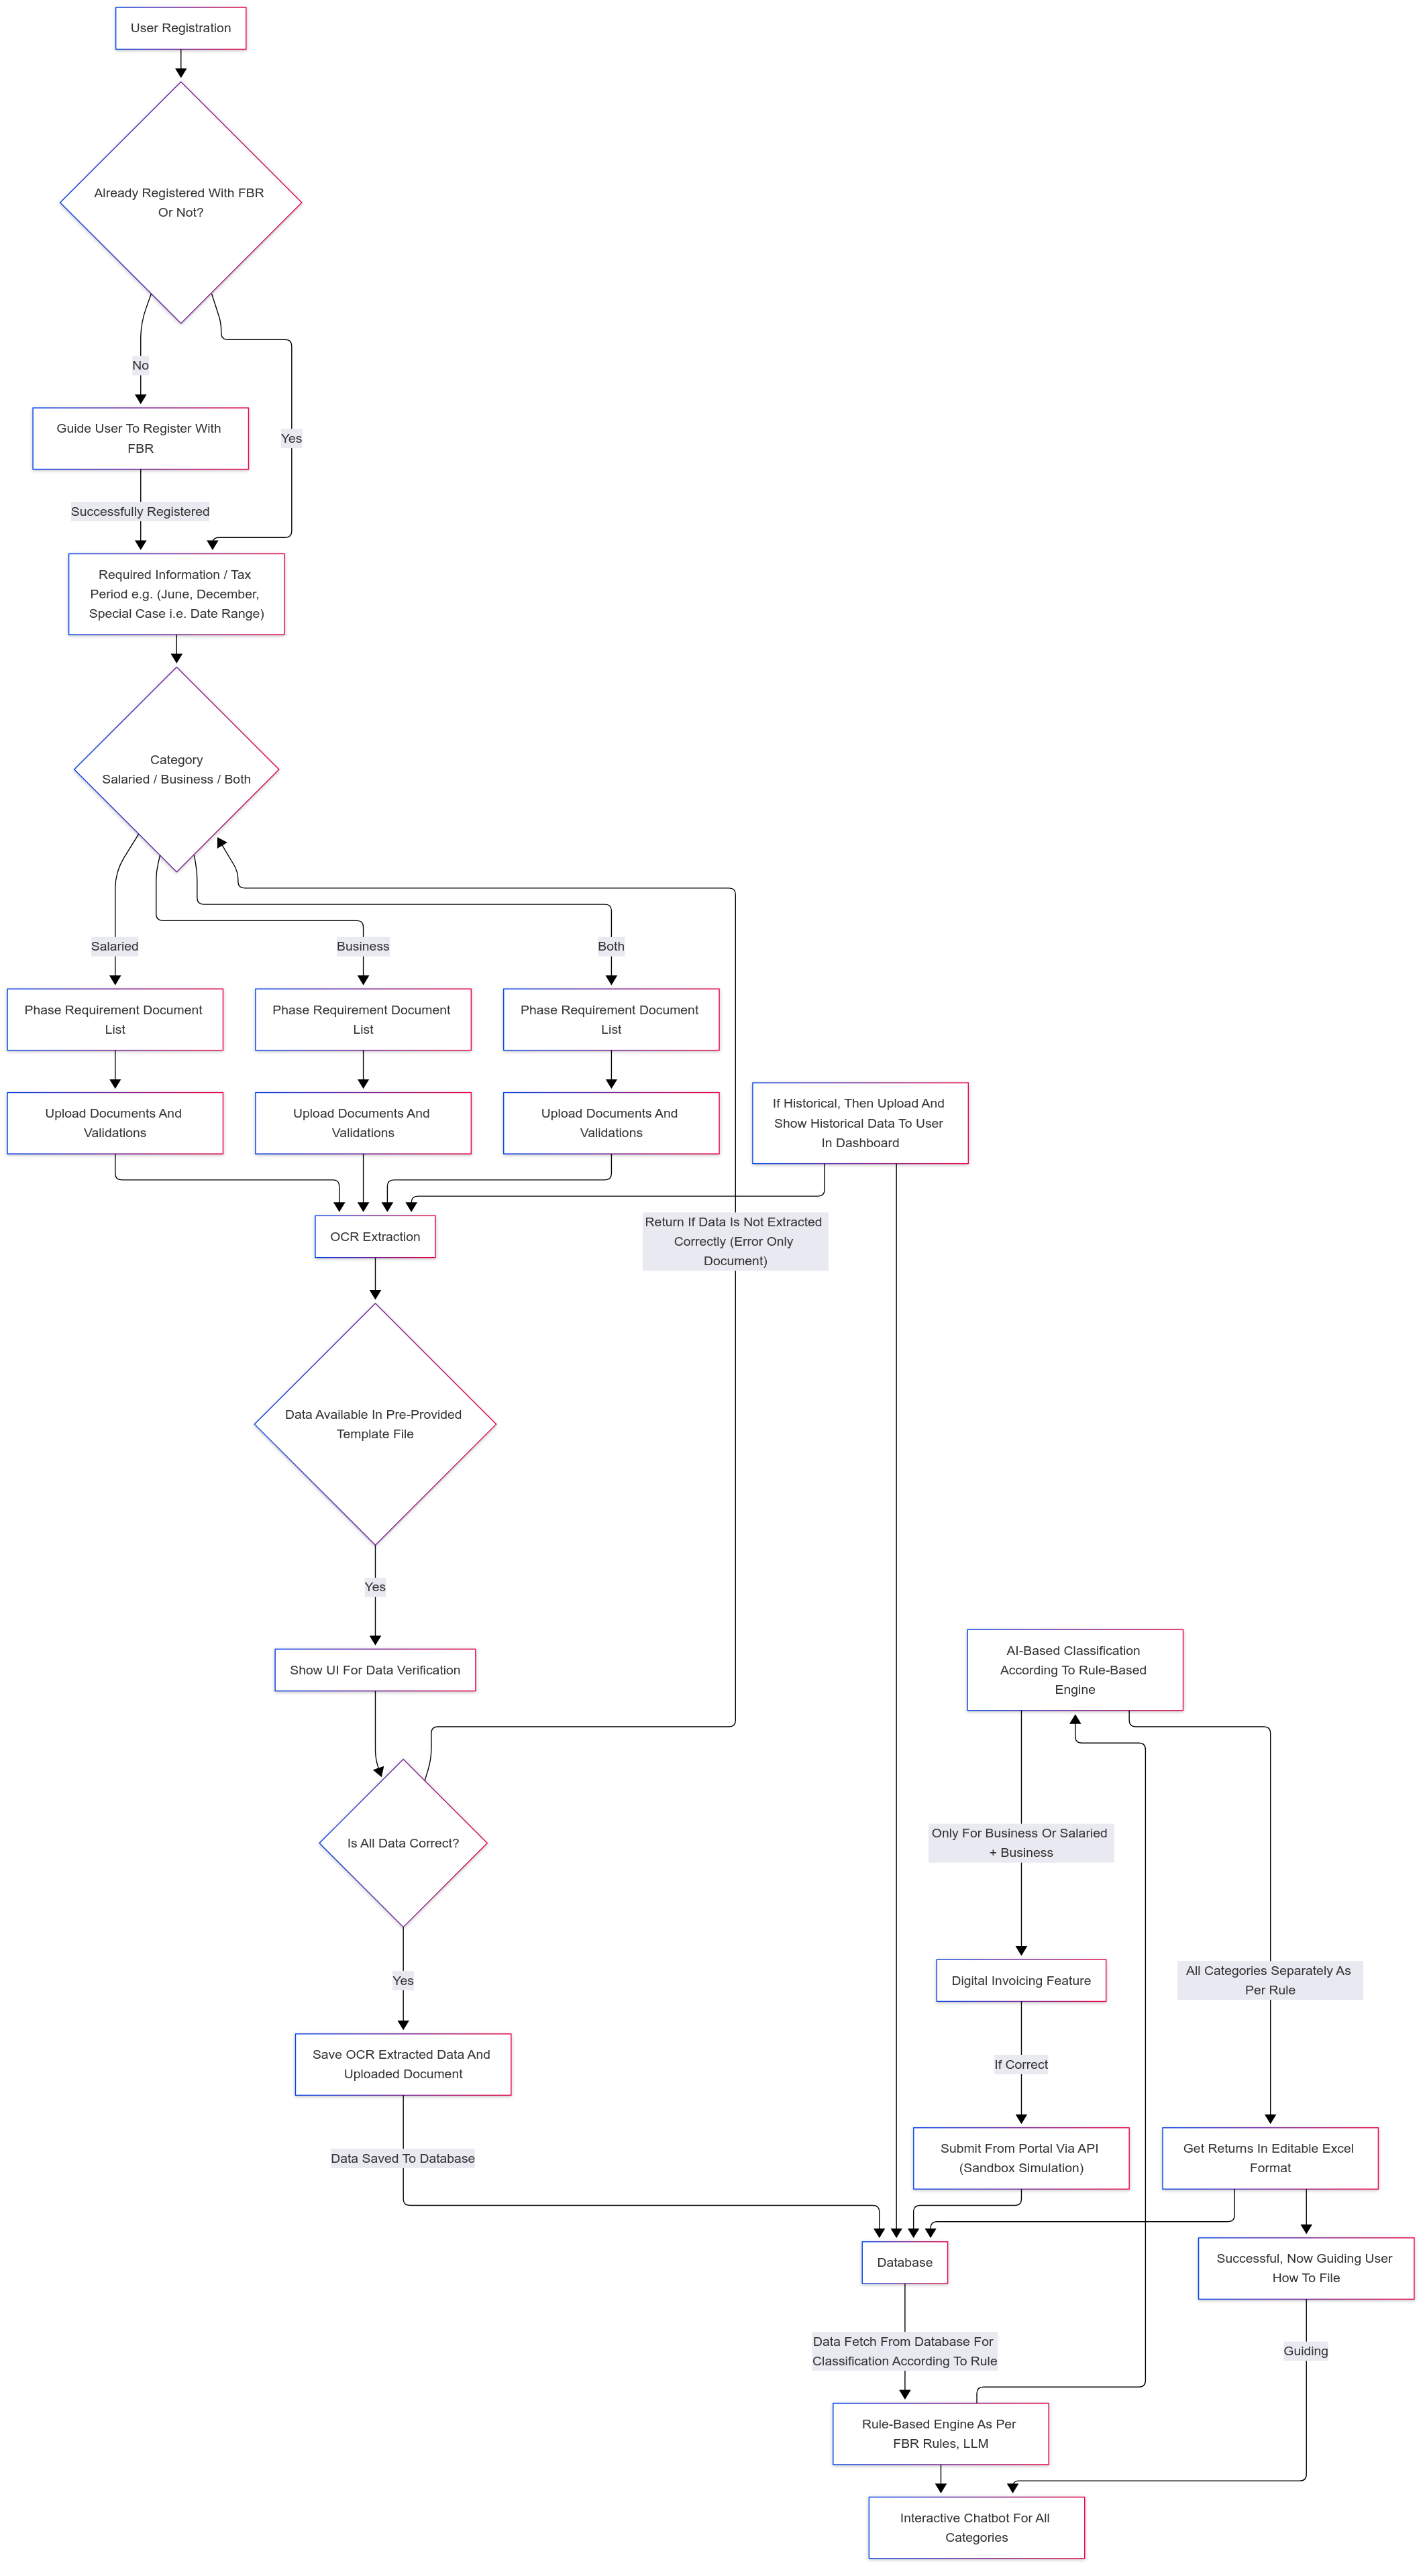 User Registration
Already Registered With FBR
Or Not?
No
Yes
Guide User To Register With
FBR
Successfully Registered
Required Information / Tax
Period e.g. (June, December,
Special Case i.e. Date Range)
Category
Salaried / Business / Both
Salaried
Business
Both
Phase Requirement Document
List
Phase Requirement Document
List
Phase Requirement Document
List
Upload Documents And
Validations
Upload Documents And
Validations
Upload Documents And
Validations
If Historical, Then Upload And
Show Historical Data To User
In Dashboard
OCR Extraction
Return If Data Is Not Extracted
Correctly (Error Only
Document)
Data Available In Pre-Provided
Template File
Yes
Show UI For Data Verification
AI-Based Classification
According To Rule-Based
Engine
Is All Data Correct?
Only For Business Or Salaried
+ Business
Yes
Digital Invoicing Feature
All Categories Separately As
Per Rule
Save OCR Extracted Data And
Uploaded Document
If Correct
Data Saved To Database
Submit From Portal Via API
(Sandbox Simulation)
Get Returns In Editable Excel
Format
Database
Successful, Now Guiding User
How To File
Data Fetch From Database For
Classification According To Rule
Guiding
Rule-Based Engine As Per
FBR Rules, LLM
Interactive Chatbot For All
Categories